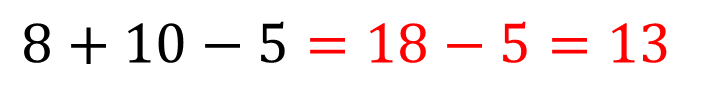 8 + 10 − 5 = 18 − 5 = 13